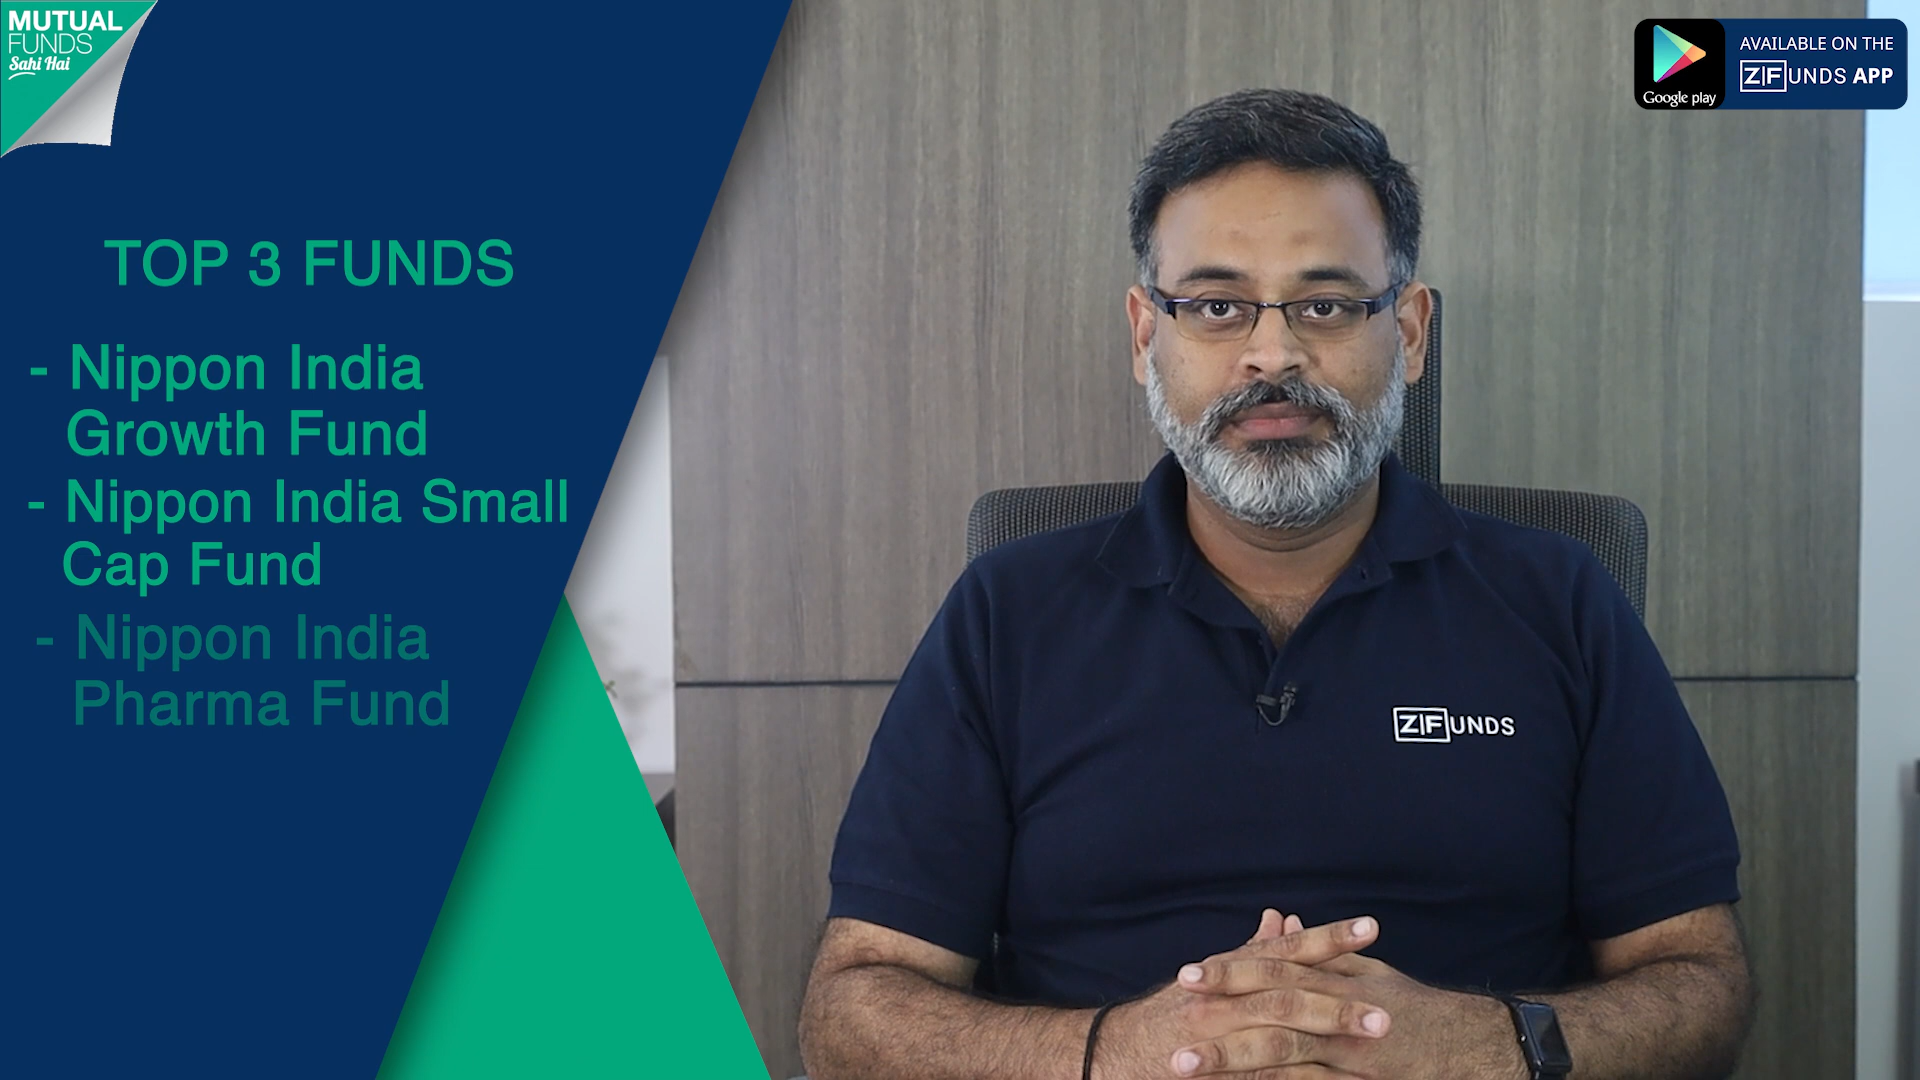 MUTUAL
FUNDS
Sahi Hai
TOP 3 FUNDS
- Nippon India
Growth Fund
- Nippon India Small
Cap Fund
- Nippon India
Pharma Fund
Google play
AVAILABLE ON THE
ZIFUNDS APP
ZIFUNDS